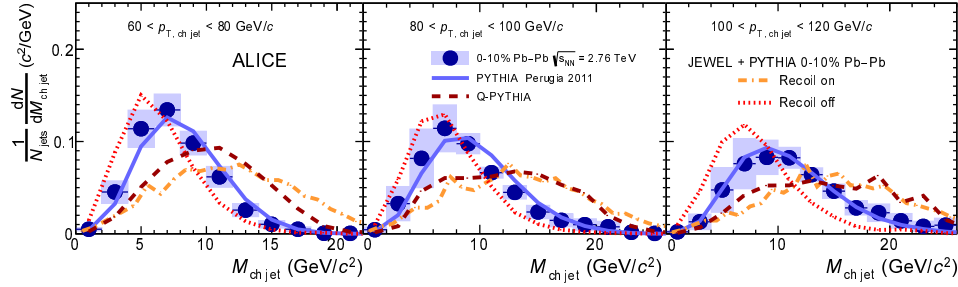 60 < p_T, ch jet < 80 GeV/c
80 < p_T, ch jet < 100 GeV/c
100 < p_T, ch jet < 120 GeV/c
ALICE
0-10% Pb–Pb √s_NN = 2.76 TeV
PYTHIA Perugia 2011
Q-PYTHIA
JEWEL + PYTHIA 0-10% Pb–Pb
Recoil on
Recoil off
1/N_jets dN/dM_ch jet (c²/GeV)
0.2
0.1
0
0 5 10 15 20
10 20
10 20
M_ch jet (GeV/c²)
M_ch jet (GeV/c²)
M_ch jet (GeV/c²)